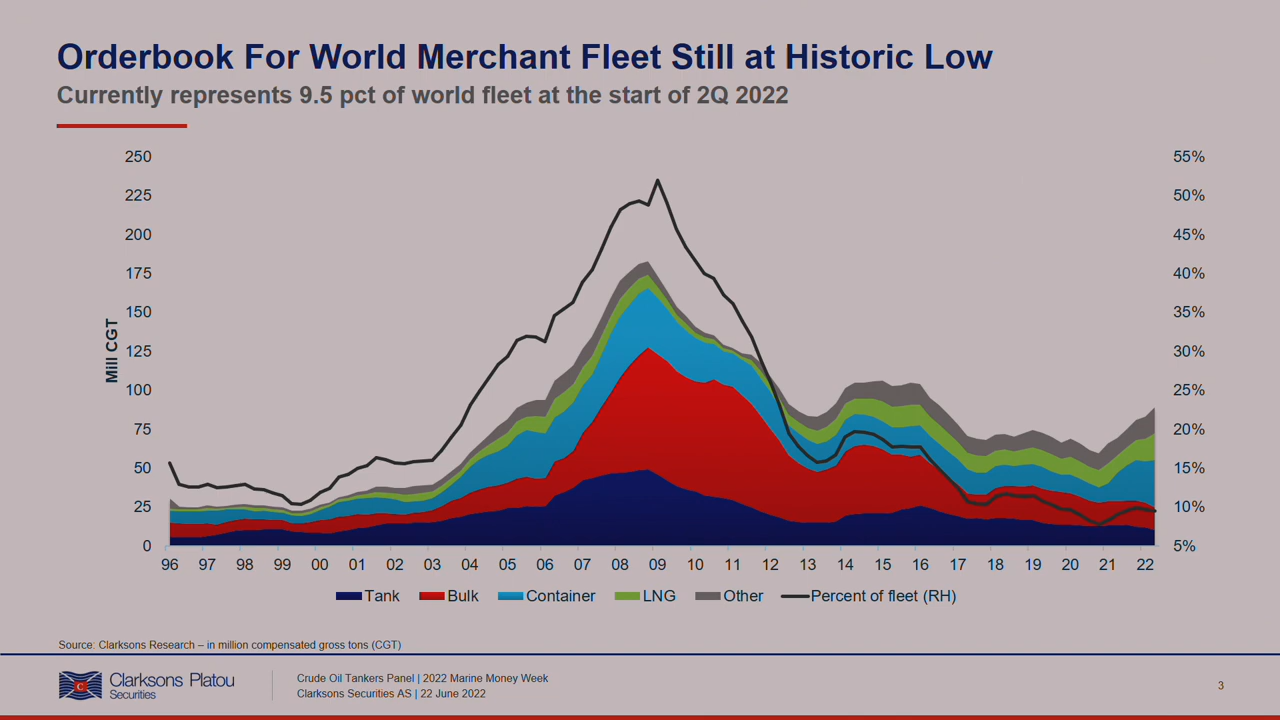 Orderbook For World Merchant Fleet Still at Historic Low
Currently represents 9.5 pct of world fleet at the start of 2Q 2022
250
225
200
175
150
125
100
75
50
25
0
Mill CGT
55%
50%
45%
40%
35%
30%
25%
20%
15%
10%
5%
96 97 98 99 00 01 02 03 04 05 06 07 08 09 10 11 12 13 14 15 16 17 18 19 20 21 22
Tank Bulk Container LNG Other Percent of fleet (RH)
Source: Clarksons Research – in million compensated gross tons (CGT)
C
Clarksons Platou
Securities
Crude Oil Tankers Panel | 2022 Marine Money Week
Clarksons Securities AS | 22 June 2022
3